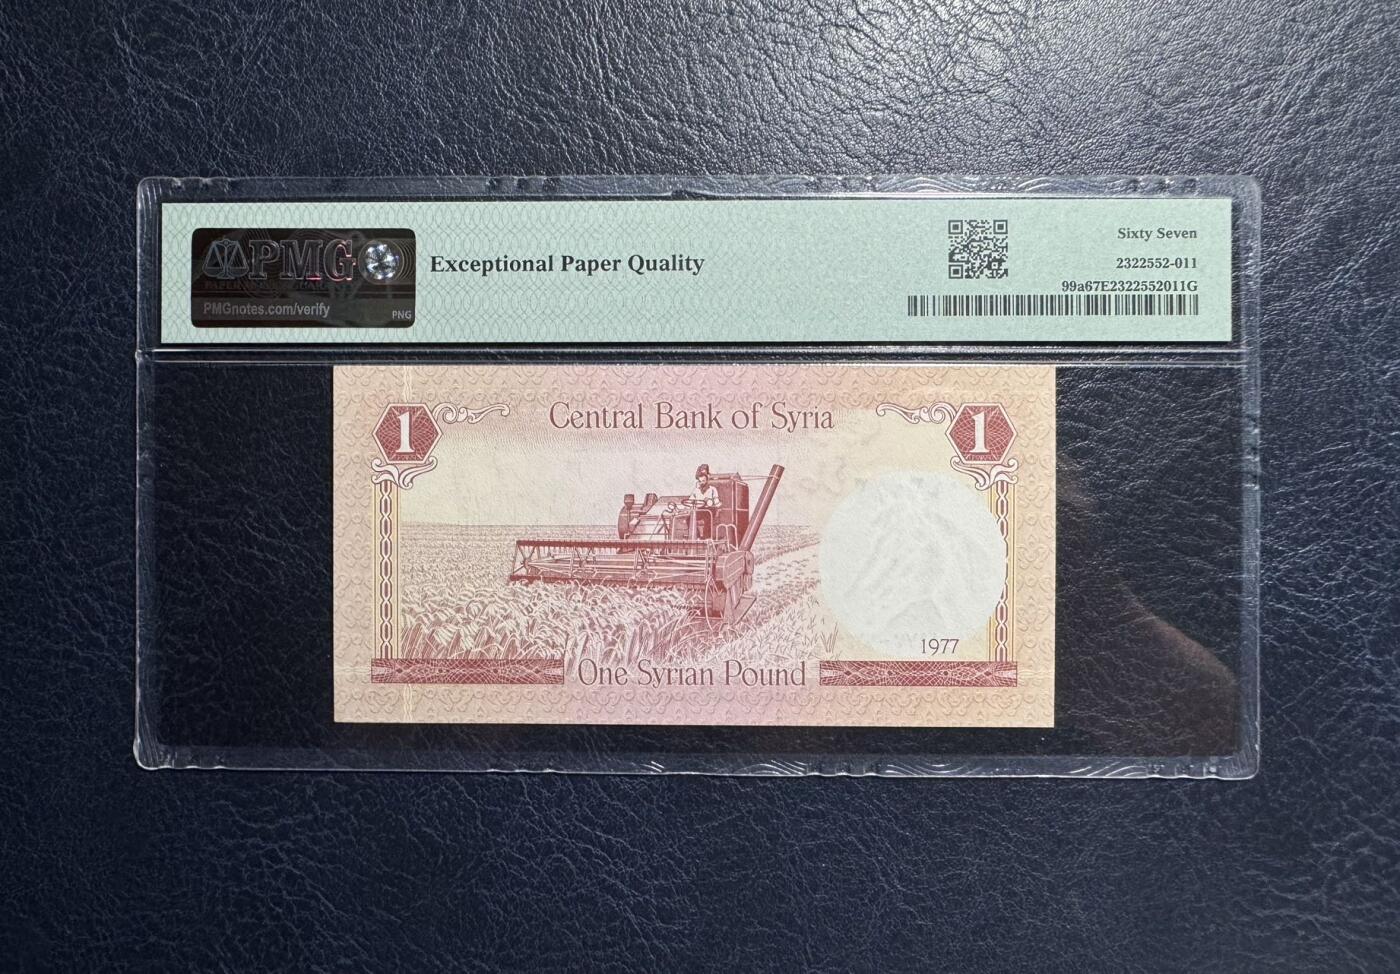 PMG
PMGnotes.com/verify
PNG
Exceptional Paper Quality
Sixty Seven
2322552-011
99a67E2322552011G
1
Central Bank of Syria
1
1977
One Syrian Pound